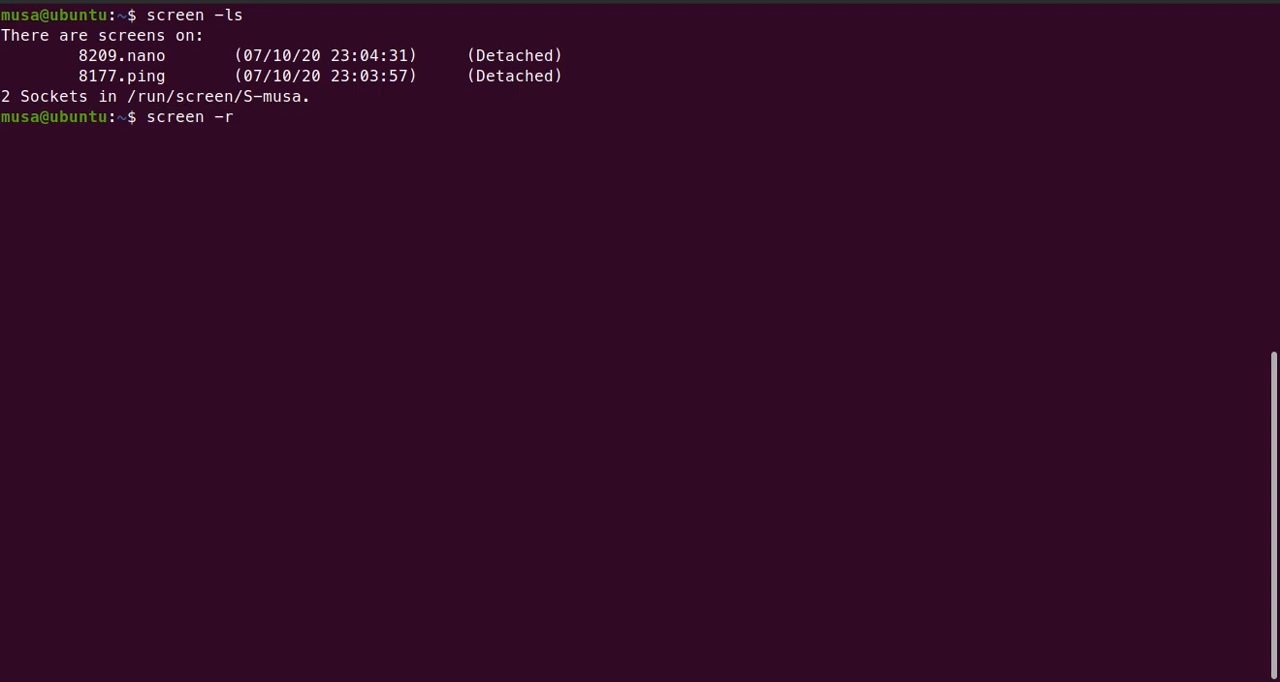 musa@ubuntu:~$ screen -ls
There are screens on:
        8209.nano       (07/10/20 23:04:31)     (Detached)
        8177.ping       (07/10/20 23:03:57)     (Detached)
2 Sockets in /run/screen/S-musa.
musa@ubuntu:~$ screen -r